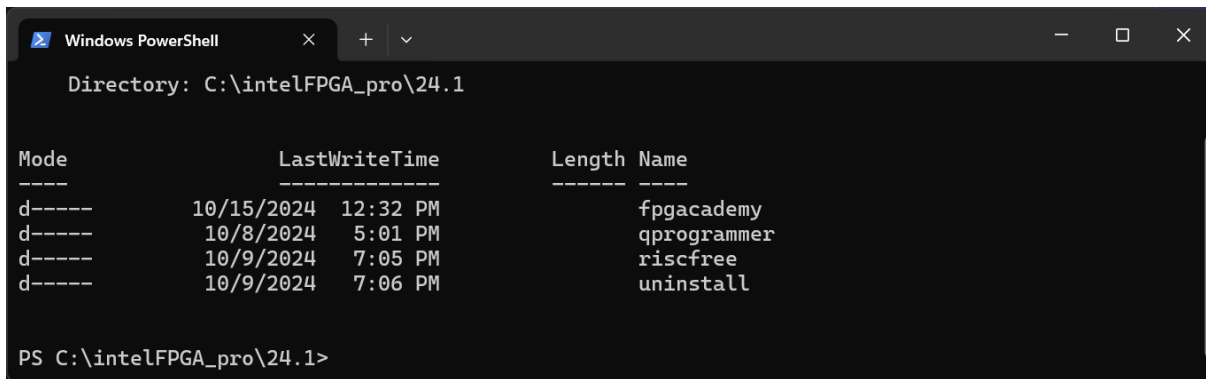 Windows PowerShell
Directory: C:\intelFPGA_pro\24.1
Mode                 LastWriteTime         Length Name
----                 -------------         ------ ----
d-----        10/15/2024  12:32 PM                fpgacademy
d-----         10/8/2024   5:01 PM                qprogrammer
d-----         10/9/2024   7:05 PM                riscfree
d-----         10/9/2024   7:06 PM                uninstall
PS C:\intelFPGA_pro\24.1>